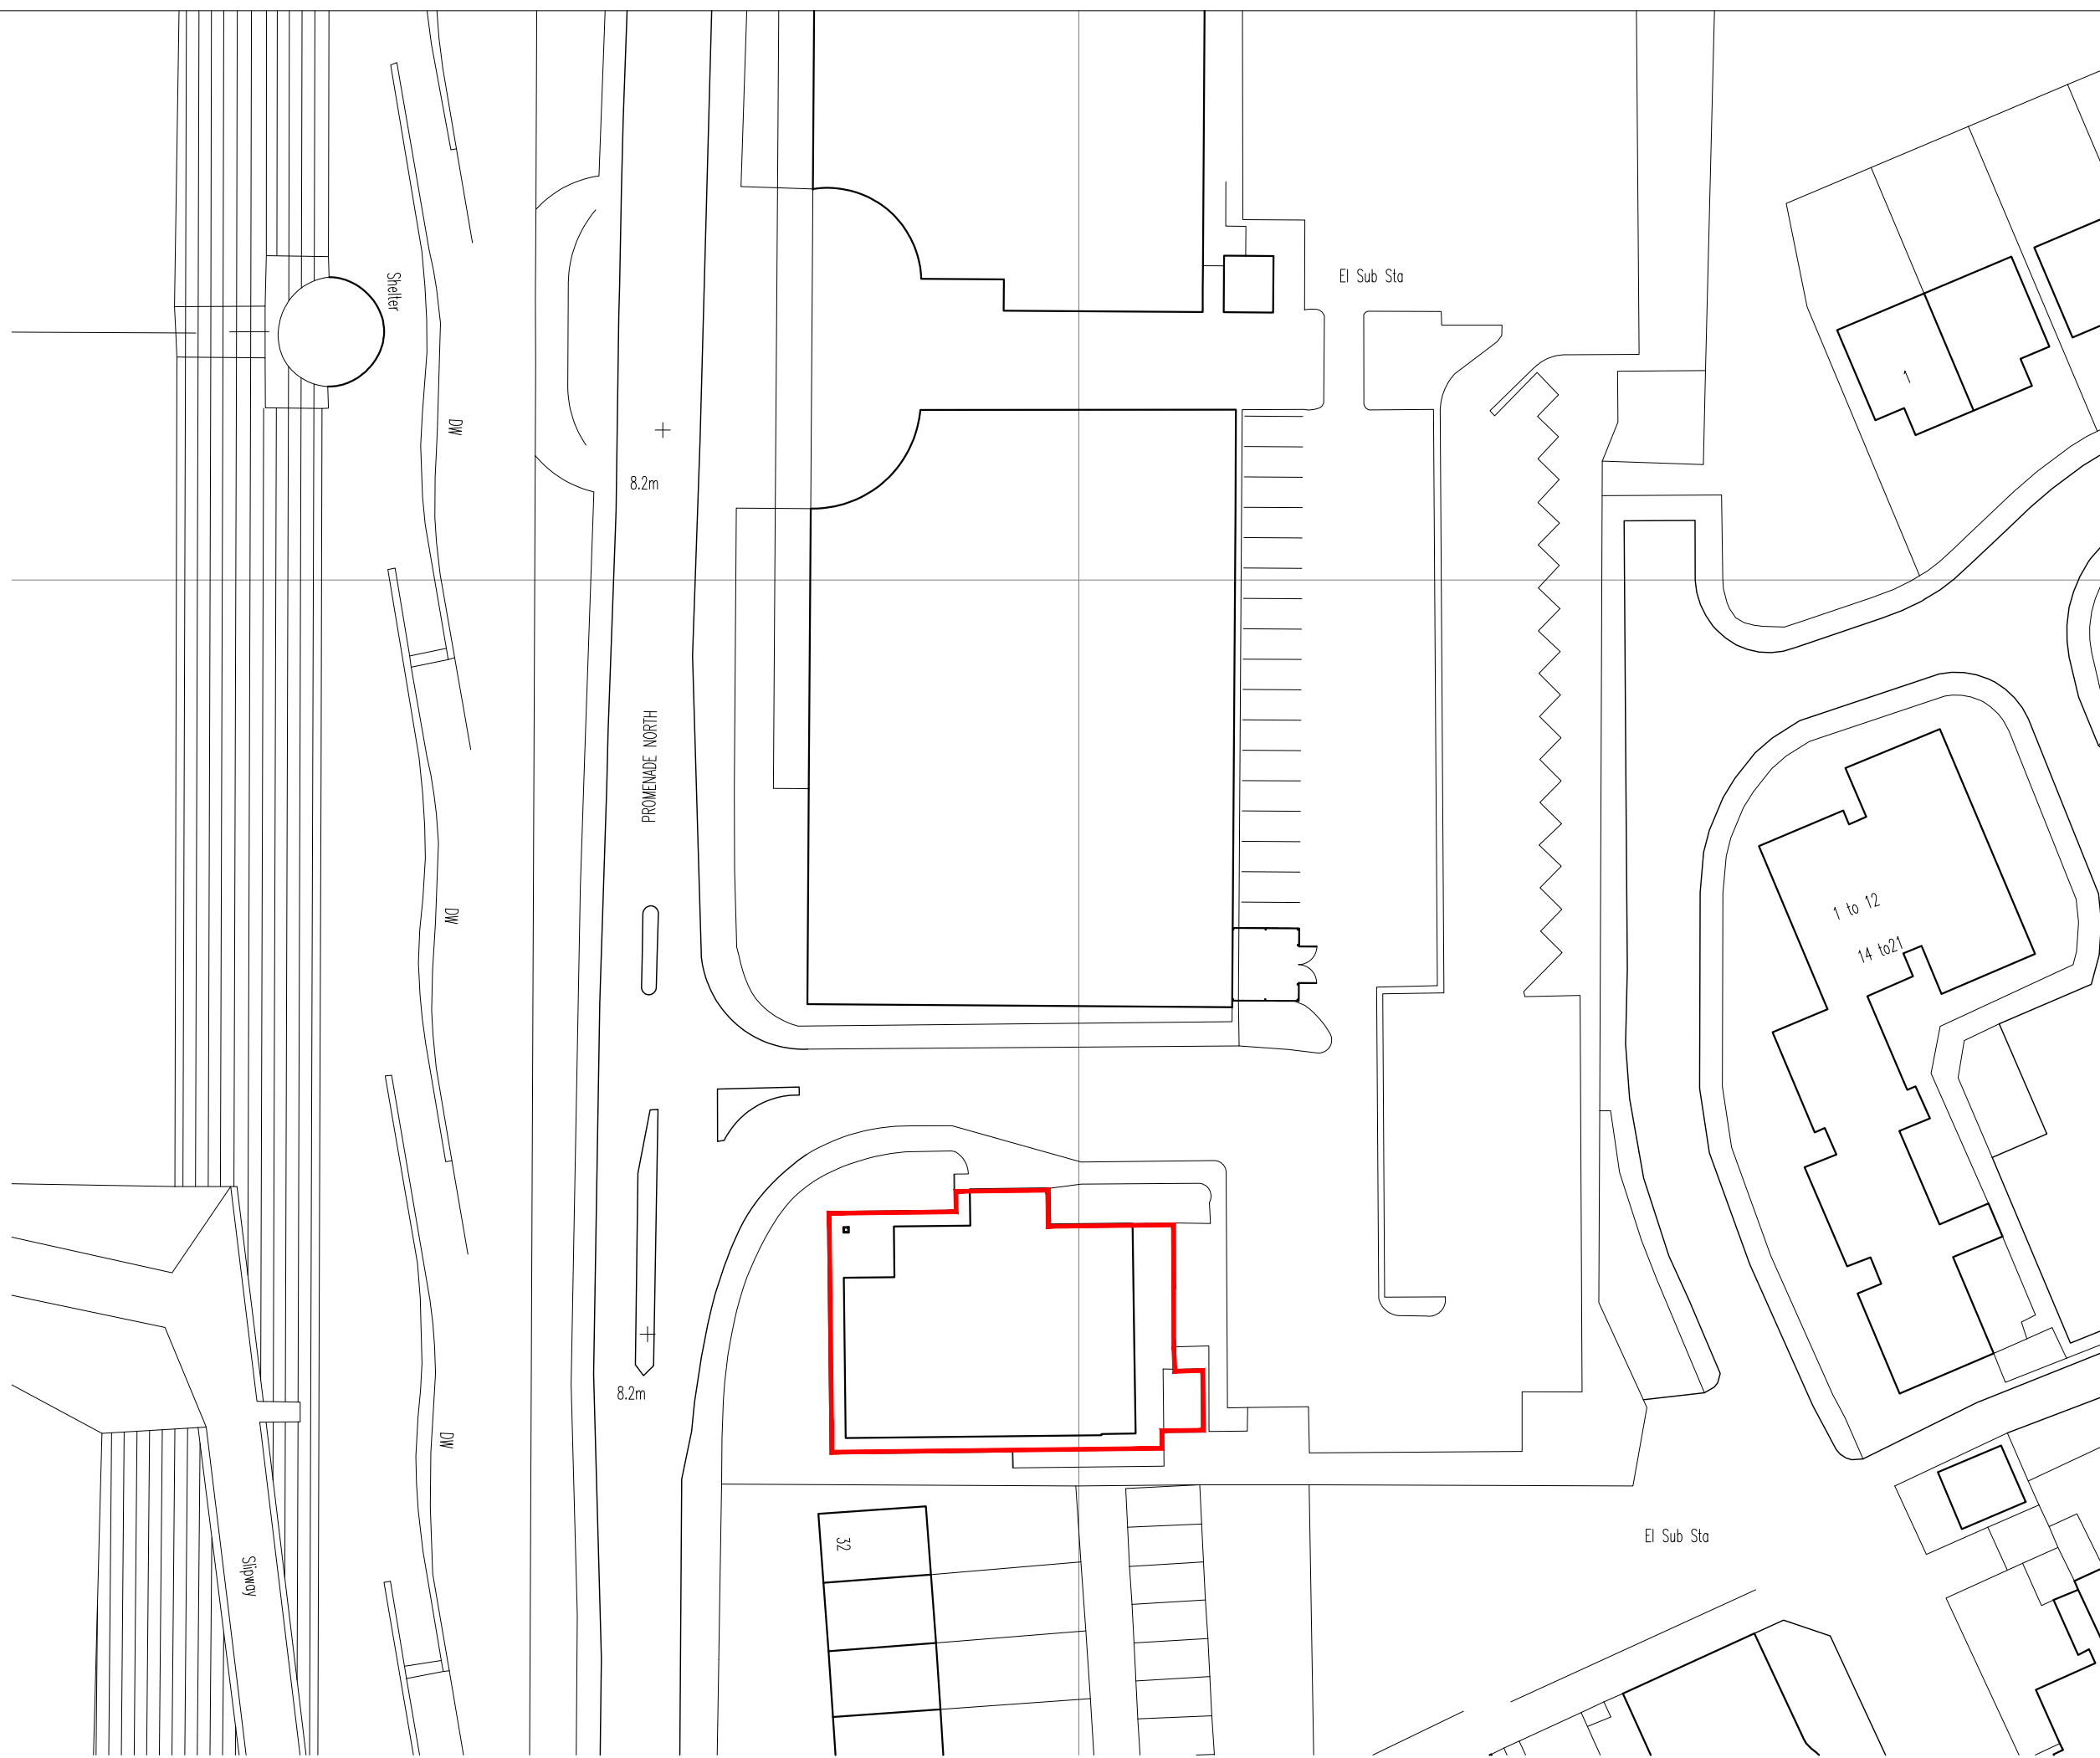 El Sub Sta
Shelter
1
DW
8.2m
PROMENADE NORTH
1 to 12
DW
14 to21
8.2m
DW
32
El Sub Sta
Slipway